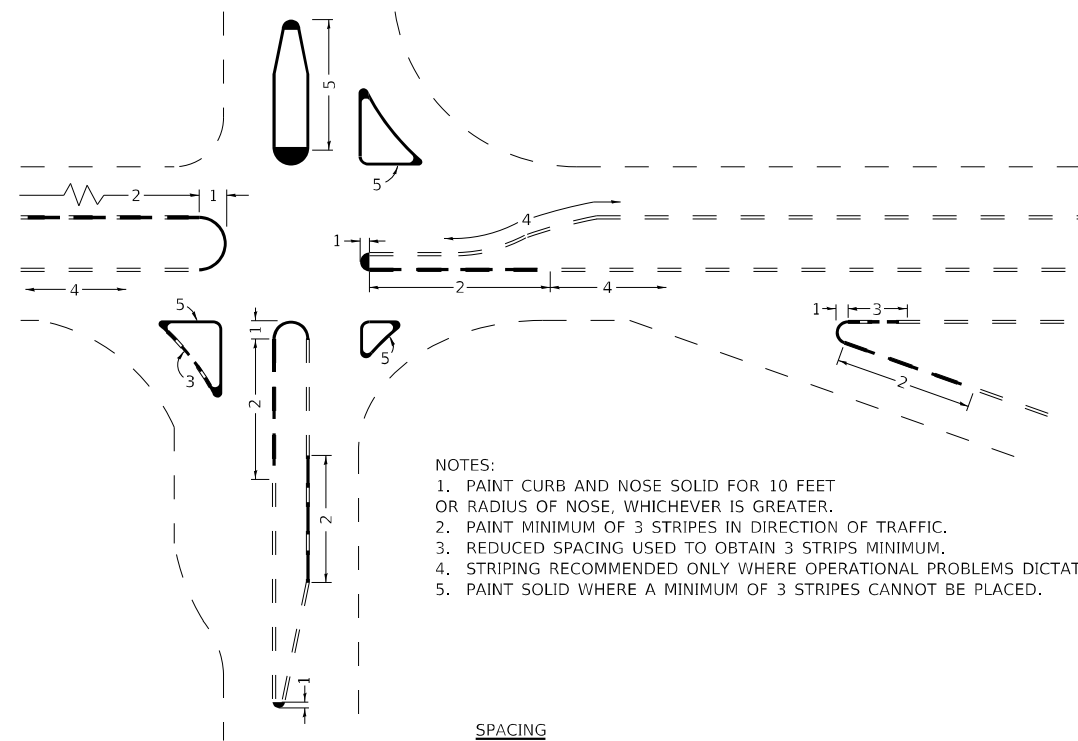 5
5
2
1
4
1
4
2
4
5
1
3
5
1
3
2
2
2
1
NOTES:
1. PAINT CURB AND NOSE SOLID FOR 10 FEET
OR RADIUS OF NOSE, WHICHEVER IS GREATER.
2. PAINT MINIMUM OF 3 STRIPES IN DIRECTION OF TRAFFIC.
3. REDUCED SPACING USED TO OBTAIN 3 STRIPS MINIMUM.
4. STRIPING RECOMMENDED ONLY WHERE OPERATIONAL PROBLEMS DICTAT
5. PAINT SOLID WHERE A MINIMUM OF 3 STRIPES CANNOT BE PLACED.
SPACING